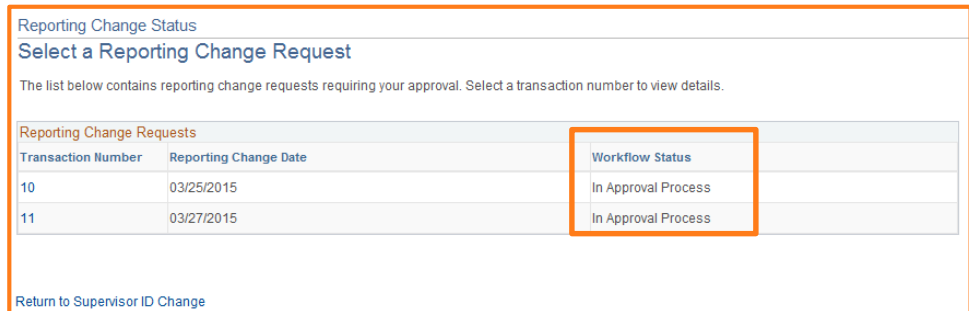 Reporting Change Status
Select a Reporting Change Request
The list below contains reporting change requests requiring your approval. Select a transaction number to view details.
Reporting Change Requests
Transaction Number Reporting Change Date Workflow Status
10 03/25/2015 In Approval Process
11 03/27/2015 In Approval Process
Return to Supervisor ID Change